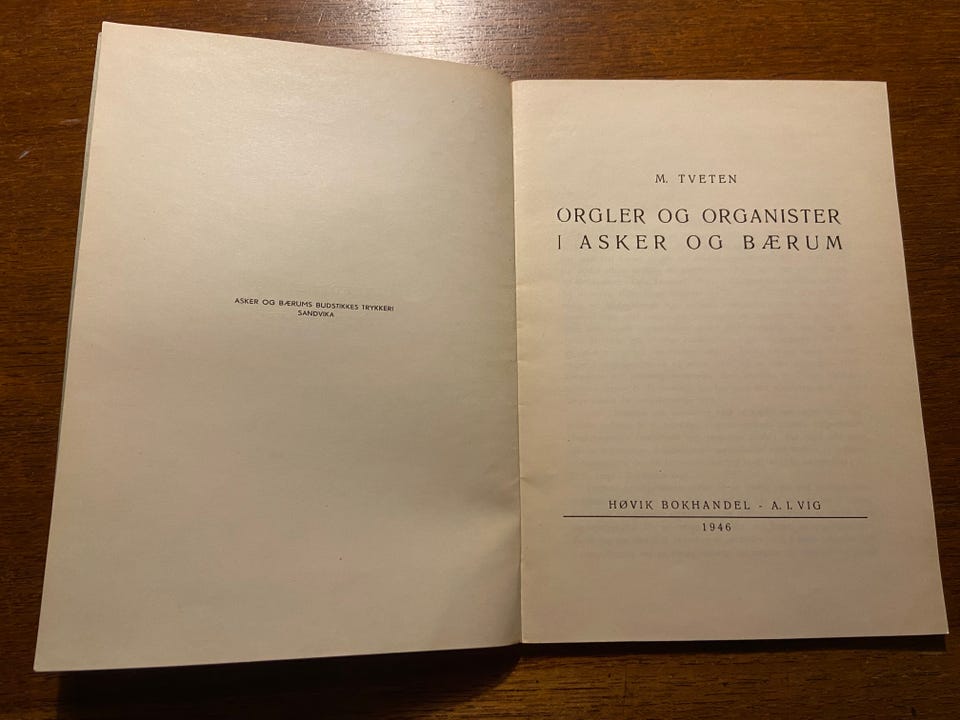 ASKER OG BÆRUMS BUDSTIKKES TRYKKERI
SANDVIKA
M. TVETEN
ORGLER OG ORGANISTER
I ASKER OG BÆRUM
HØVIK BOKHANDEL - A. I. VIG
1946